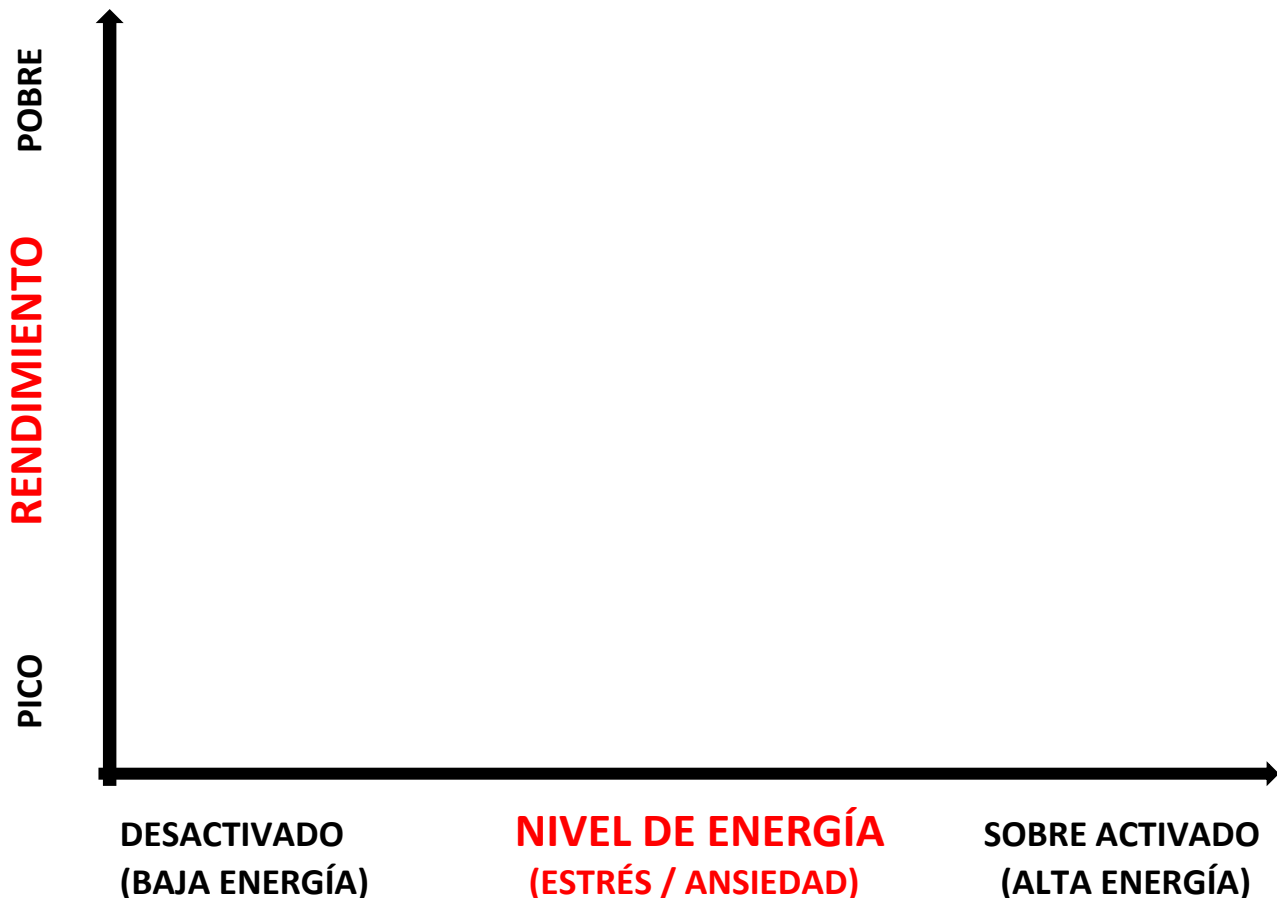 POBRE
RENDIMIENTO
PICO
DESACTIVADO
(BAJA ENERGÍA)
NIVEL DE ENERGÍA
(ESTRÉS / ANSIEDAD)
SOBRE ACTIVADO
(ALTA ENERGÍA)